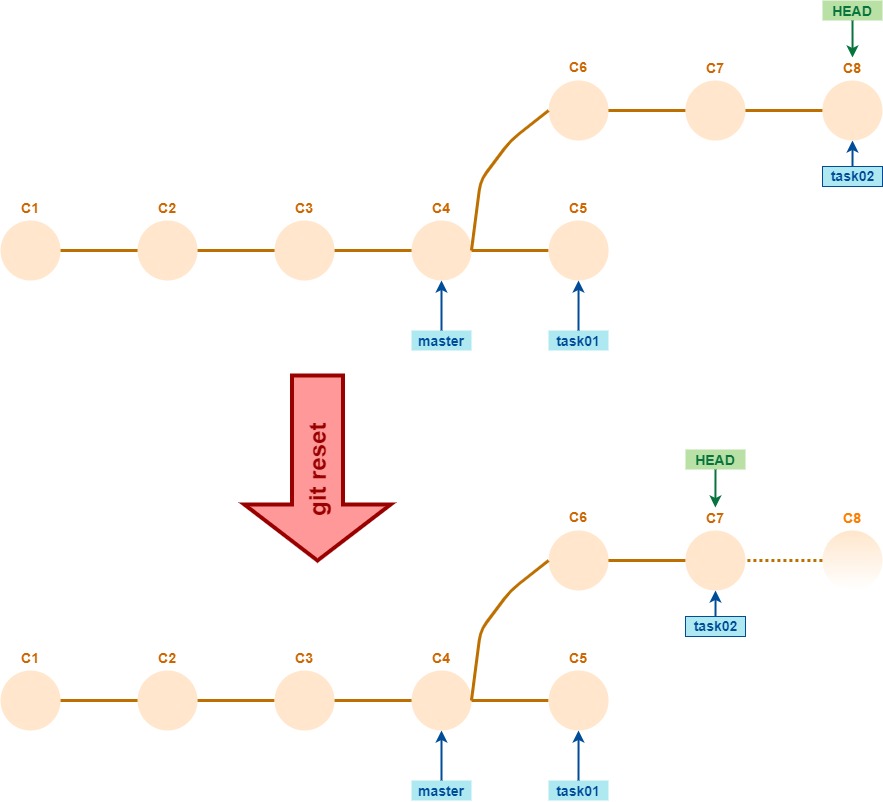 HEAD
C6
C7
C8
task02
C1
C2
C3
C4
C5
master
task01
git reset
HEAD
C6
C7
C8
task02
C1
C2
C3
C4
C5
master
task01